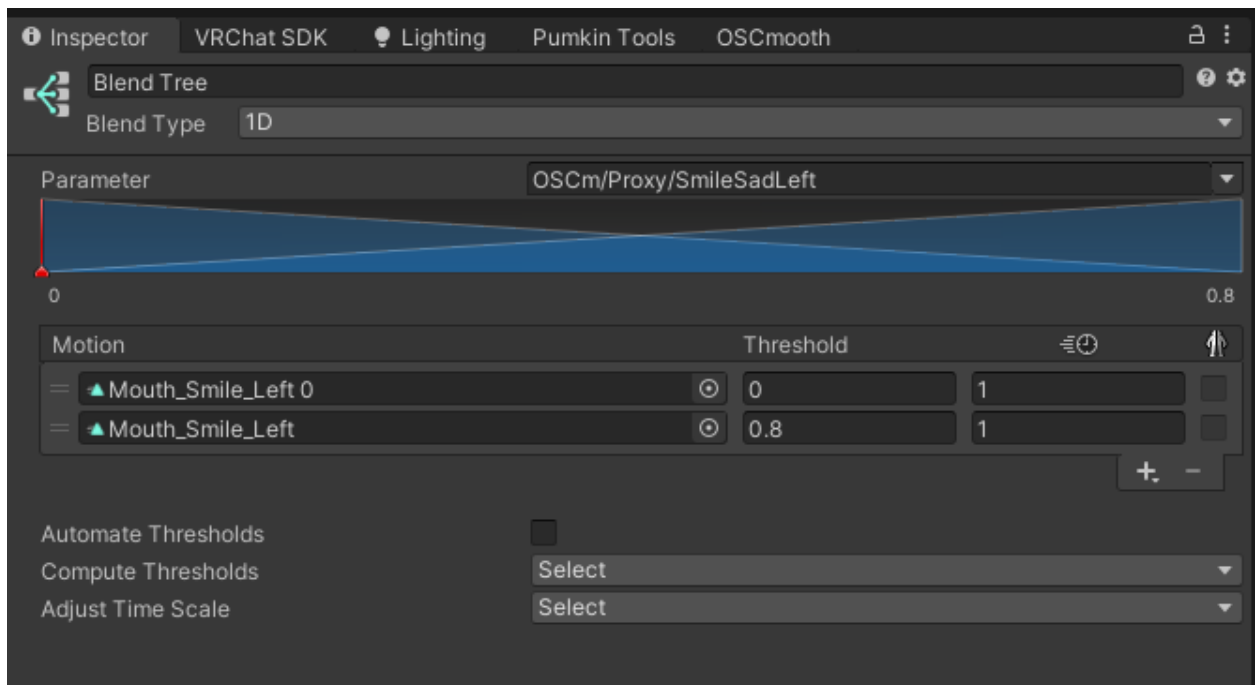 Inspector VRChat SDK Lighting Pumkin Tools OSCmooth
Blend Tree
Blend Type 1D
Parameter OSCm/Proxy/SmileSadLeft
0 0.8
Motion Threshold
Mouth_Smile_Left 0 0 1
Mouth_Smile_Left 0.8 1
Automate Thresholds
Compute Thresholds Select
Adjust Time Scale Select